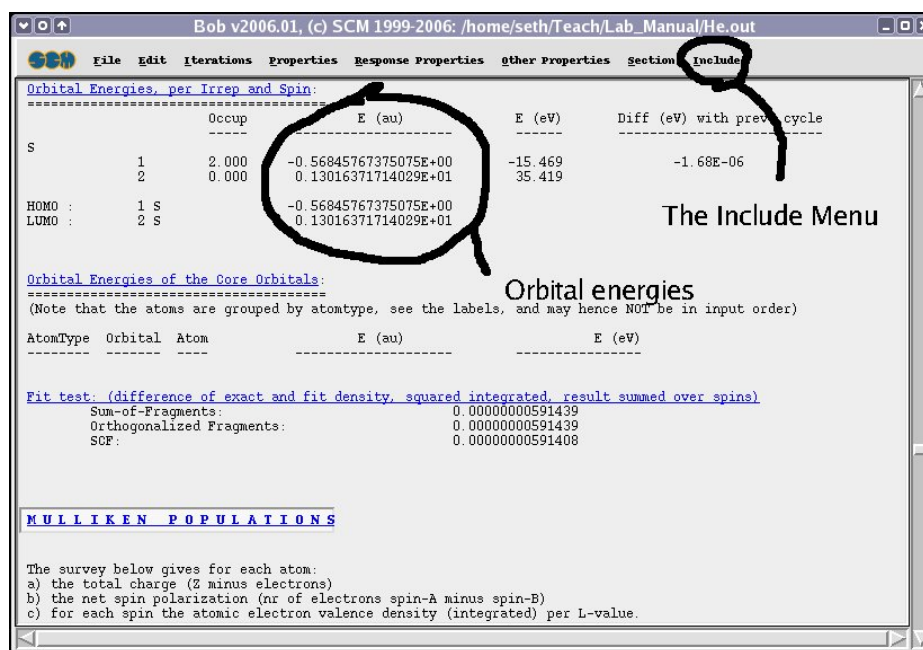 Bob v2006.01, (c) SCM 1999-2006: /home/seth/Teach/Lab_Manual/He.out
SCM File Edit Iterations Properties Response Properties Other Properties Section Include
Orbital Energies, per Irrep and Spin:
=======================================
Occup E (au) E (eV) Diff (eV) with prev. cycle
----- -------------------- ------ --------------------------
S
1 2.000 -0.56845767375075E+00 -15.469 -1.68E-06
2 0.000 0.13016371714029E+01 35.419
HOMO : 1 S -0.56845767375075E+00
LUMO : 2 S 0.13016371714029E+01
The Include Menu
Orbital energies
Orbital Energies of the Core Orbitals:
=======================================
(Note that the atoms are grouped by atomtype, see the labels, and may hence NOT be in input order)
AtomType Orbital Atom E (au) E (eV)
-------- ------- ---- -------------------- ----------------
Fit test: (difference of exact and fit density, squared integrated, result summed over spins)
Sum-of-Fragments: 0.00000000591439
Orthogonalized Fragments: 0.00000000591439
SCF: 0.00000000591408
M U L L I K E N P O P U L A T I O N S
The survey below gives for each atom:
a) the total charge (Z minus electrons)
b) the net spin polarization (nr of electrons spin-A minus spin-B)
c) for each spin the atomic electron valence density (integrated) per L-value.